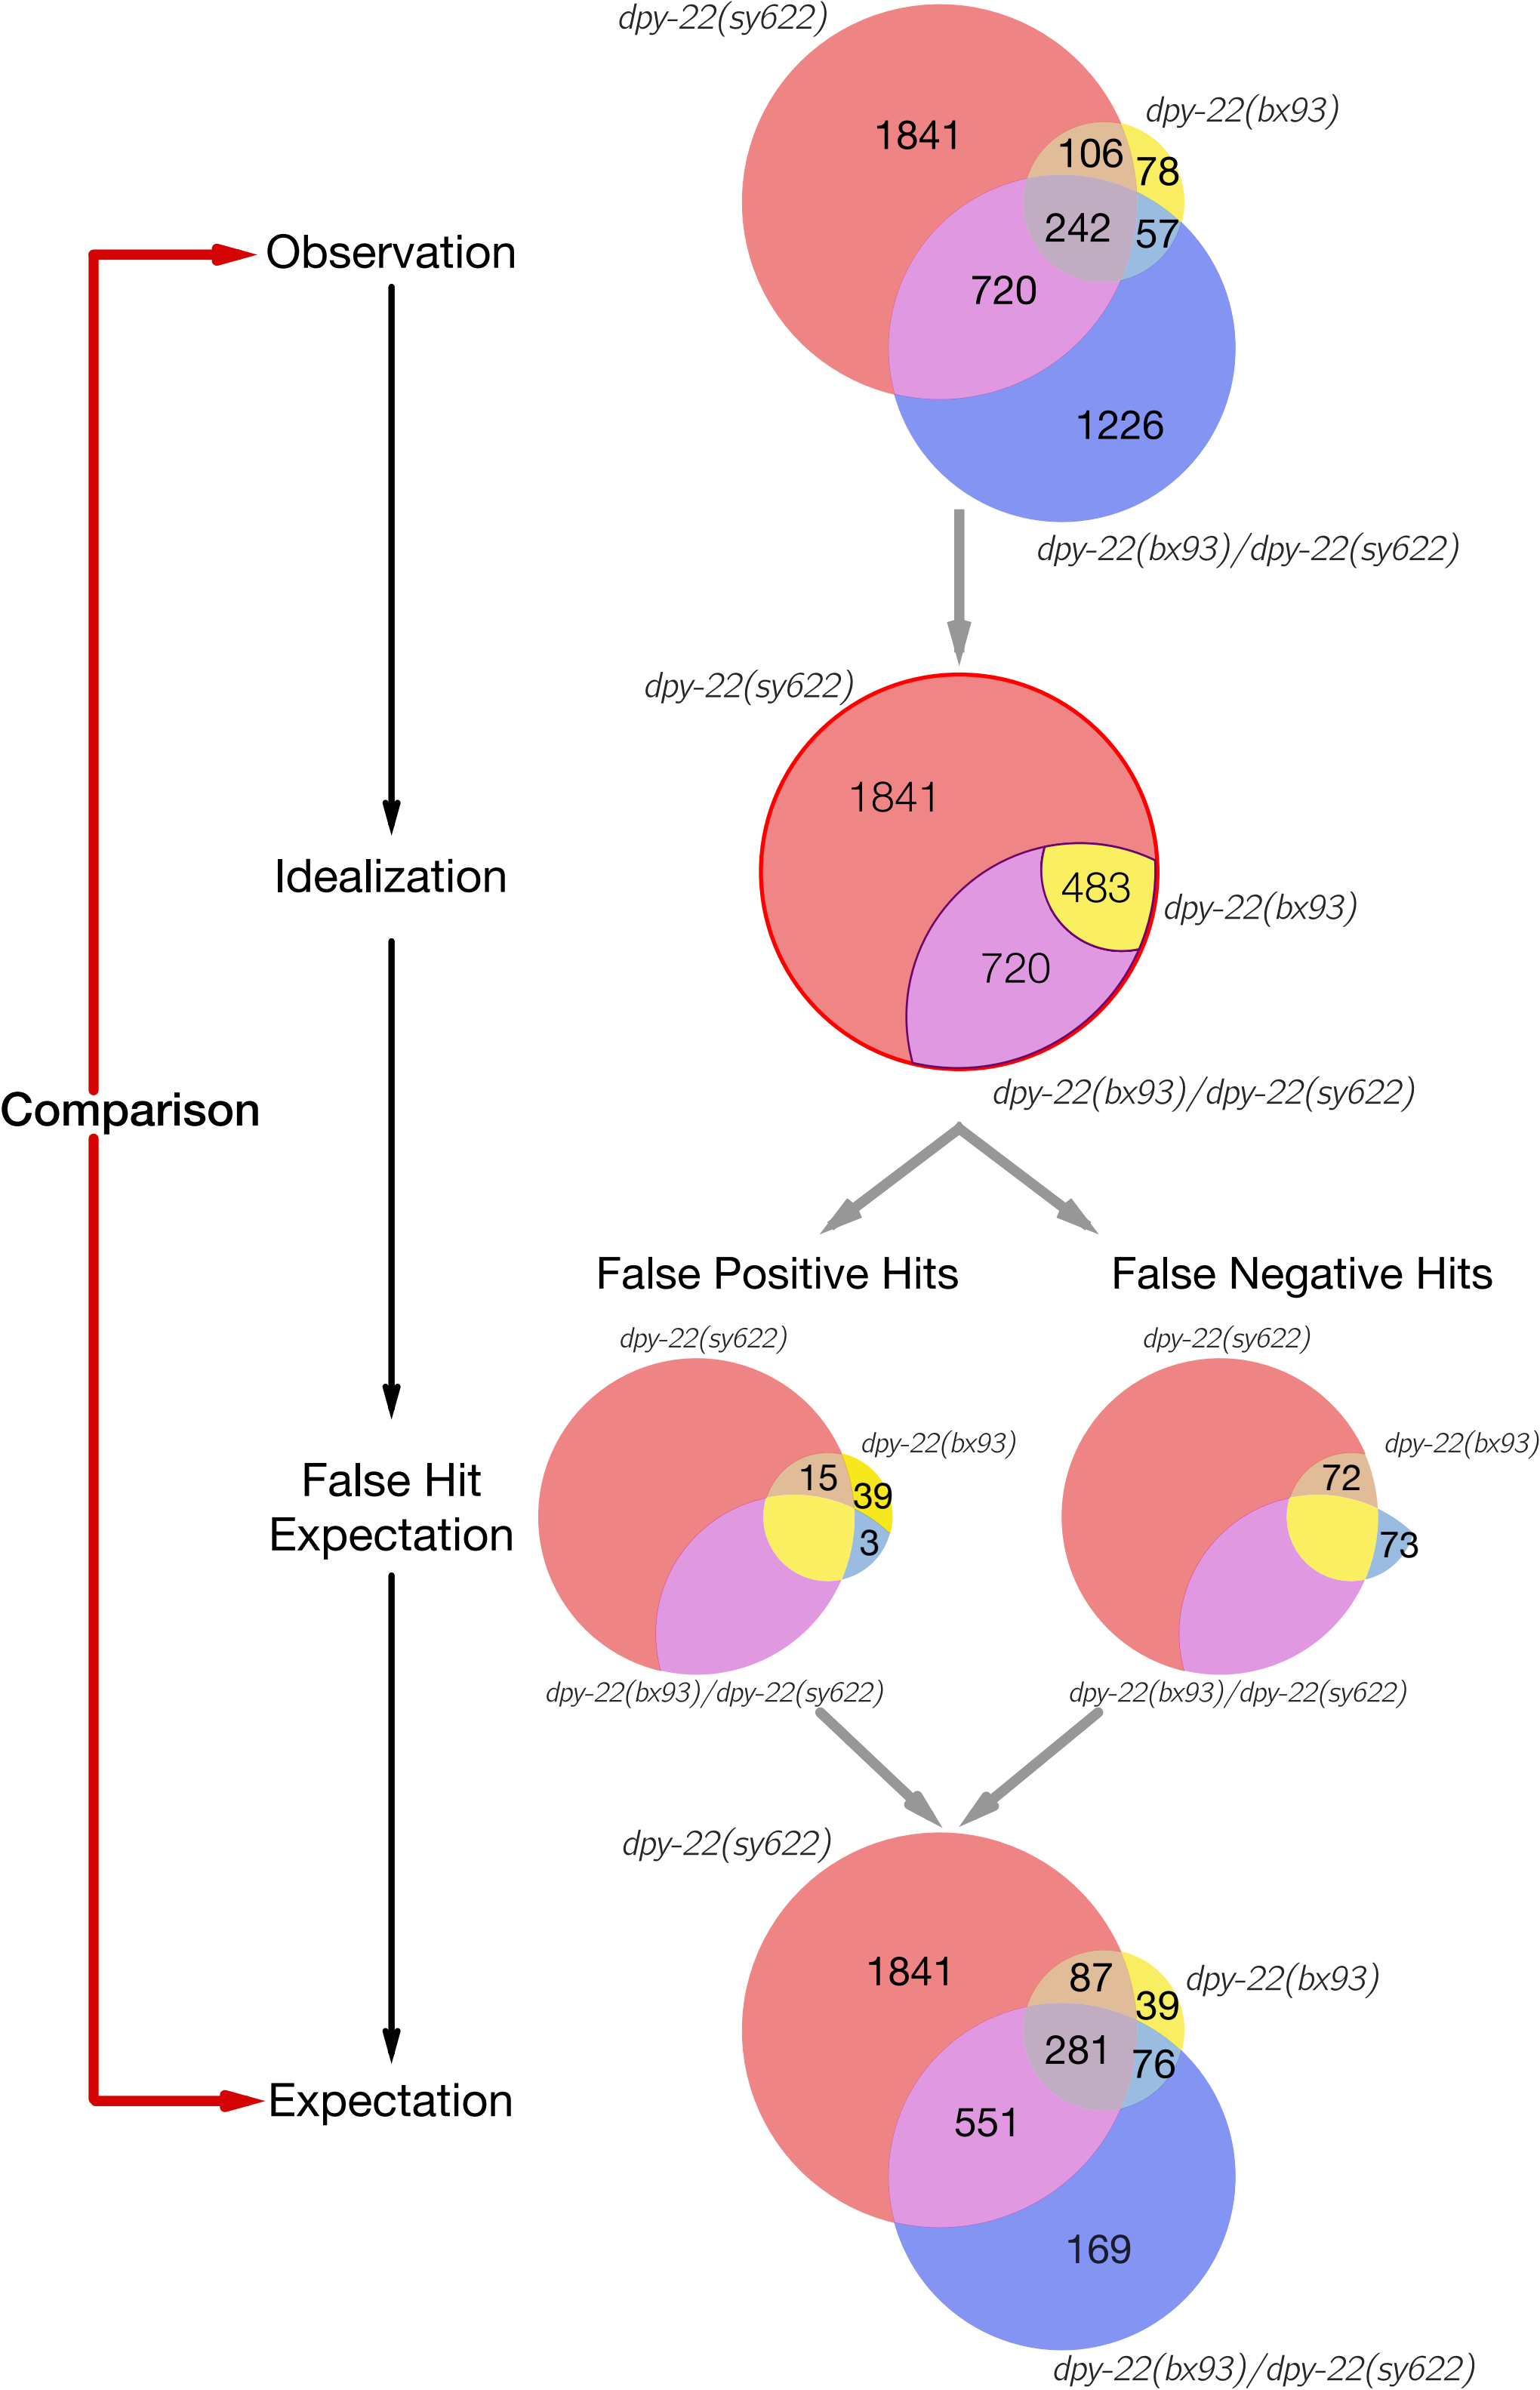 dpy-22(sy622)
dpy-22(bx93)
1841
106
78
242
57
Observation
720
1226
dpy-22(bx93)/dpy-22(sy622)
dpy-22(sy622)
1841
Idealization
483
dpy-22(bx93)
720
dpy-22(bx93)/dpy-22(sy622)
Comparison
False Positive Hits
False Negative Hits
dpy-22(sy622)
dpy-22(sy622)
dpy-22(bx93)
dpy-22(bx93)
False Hit
Expectation
15
39
3
72
73
dpy-22(bx93)/dpy-22(sy622)
dpy-22(bx93)/dpy-22(sy622)
dpy-22(sy622)
1841
87
dpy-22(bx93)
39
281
76
Expectation
551
169
dpy-22(bx93)/dpy-22(sy622)